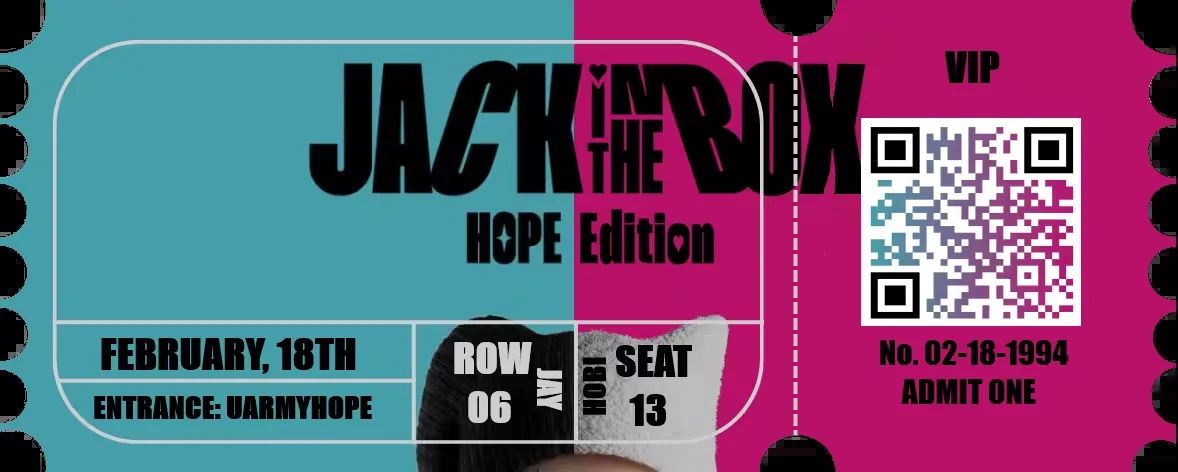 JACK iN THE BOX
HOPE Edition
FEBRUARY, 18TH
ENTRANCE: UARMYHOPE
ROW
06
JAY
HOBI
SEAT
13
VIP
No. 02-18-1994
ADMIT ONE